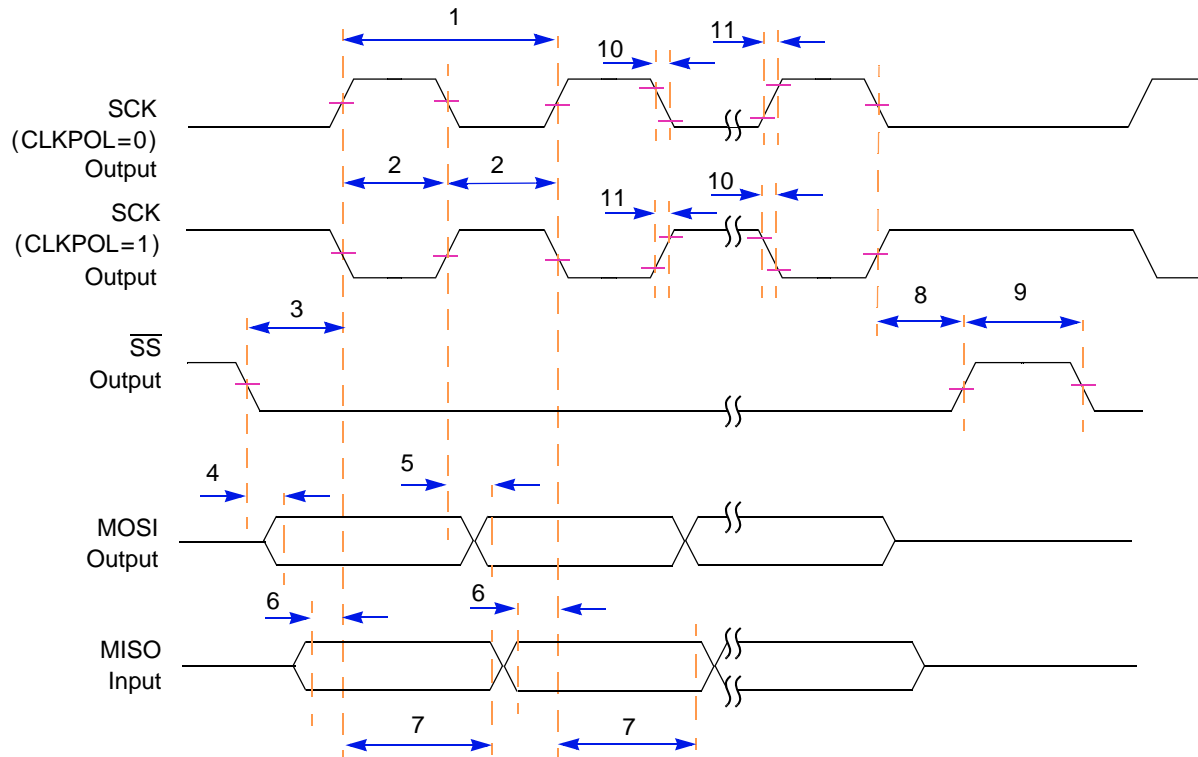 1
10
11
SCK
(CLKPOL=0)
Output
2
2
SCK
(CLKPOL=1)
Output
11
10
3
8
9
SS
Output
4
5
MOSI
Output
6
6
MISO
Input
7
7